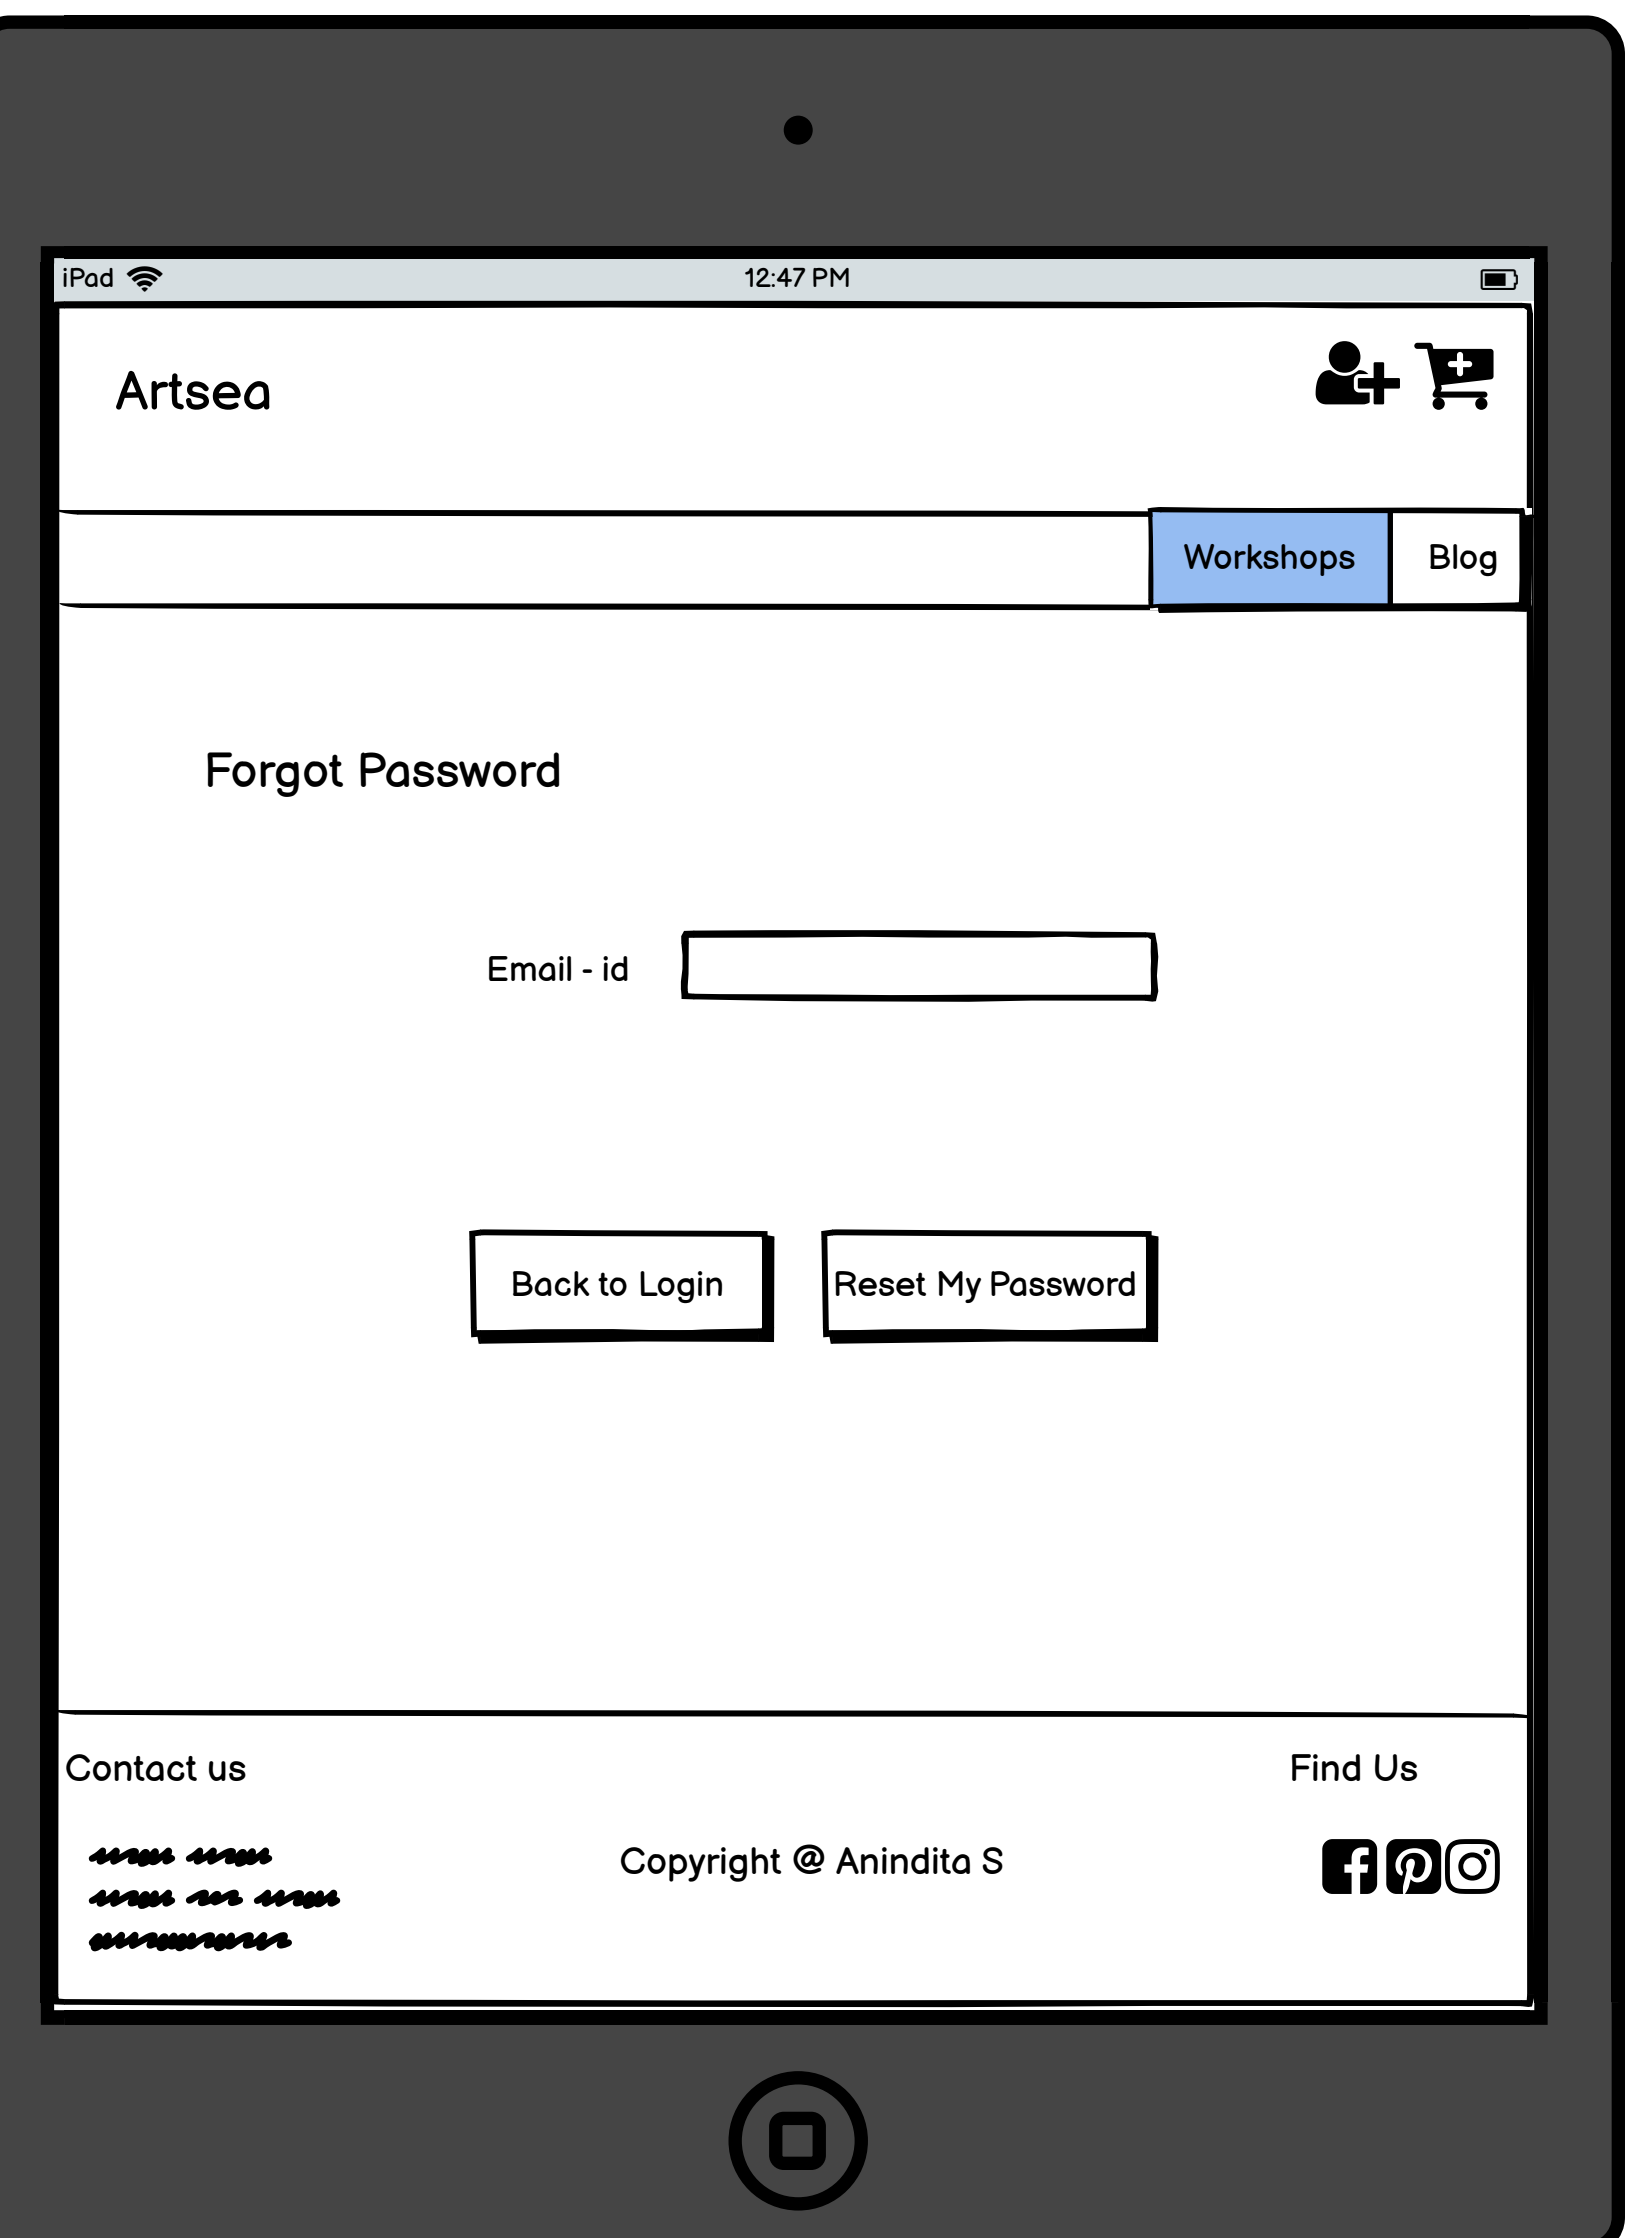 iPad 12:47 PM
Artsea
Workshops Blog
Forgot Password
Email - id
Back to Login Reset My Password
Contact us Find Us
Copyright @ Anindita S